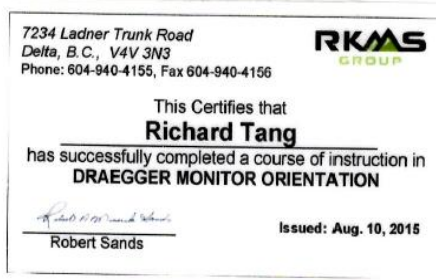 7234 Ladner Trunk Road
Delta, B.C., V4V 3N3
Phone: 604-940-4155, Fax 604-940-4156
RKMS
GROUP
This Certifies that
Richard Tang
has successfully completed a course of instruction in
DRAEGGER MONITOR ORIENTATION
Robert Sands
Issued: Aug. 10, 2015